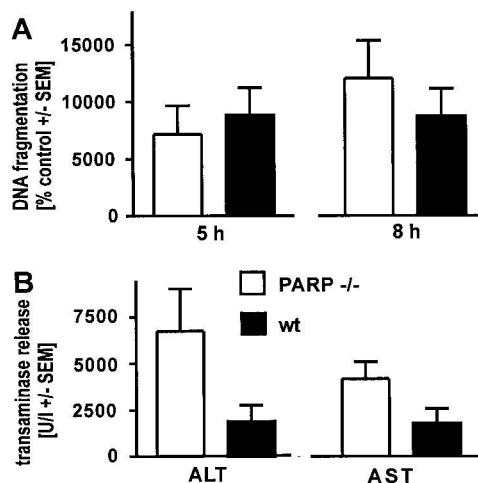 A
DNA fragmentation
[% control +/- SEM]
15000
10000
5000
0
5 h
8 h
B
PARP -/-
wt
transaminase release
[U/l +/- SEM]
7500
5000
2500
0
ALT
AST